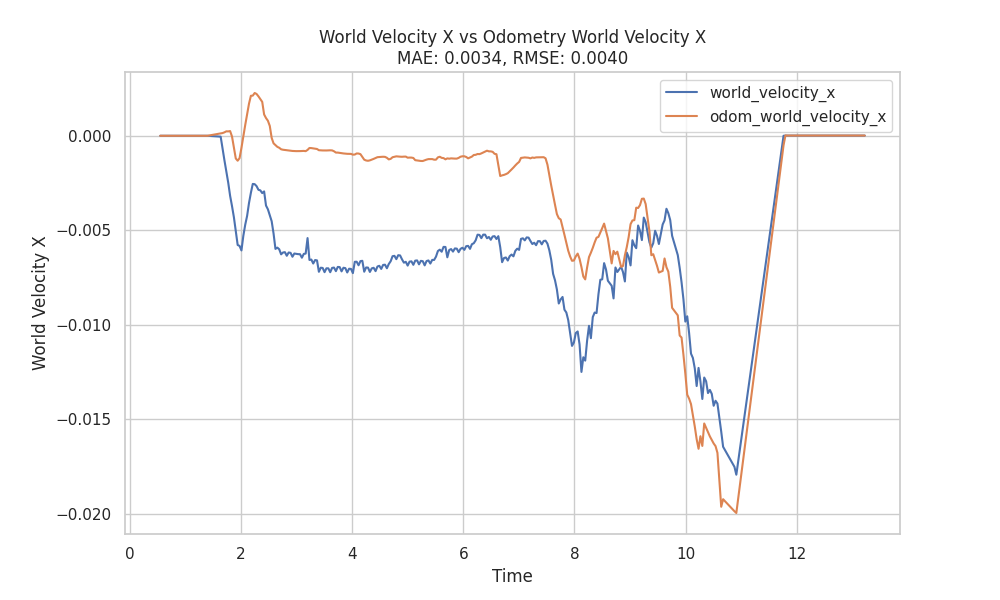 World Velocity X vs Odometry World Velocity X
MAE: 0.0034, RMSE: 0.0040
world_velocity_x
odom_world_velocity_x
World Velocity X
0.000
−0.005
−0.010
−0.015
−0.020
0 2 4 6 8 10 12
Time